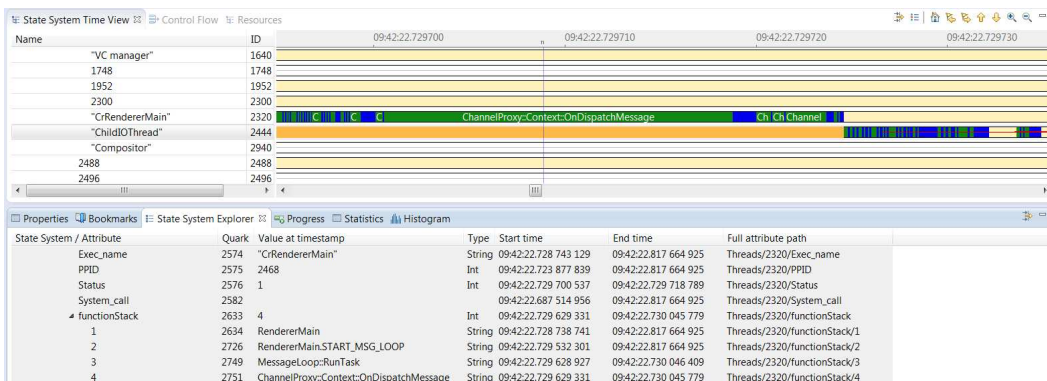 State System Time View Control Flow Resources
Name ID 09:42:22.729700 09:42:22.729710 09:42:22.729720 09:42:22.729730
"VC manager" 1640
1748 1748
1952 1952
2300 2300
"CrRendererMain" 2320 C C C ChannelProxy::Context::OnDispatchMessage Ch Ch Channel
"ChildIOThread" 2444
"Compositor" 2940
2488 2488
2496 2496
Properties Bookmarks State System Explorer Progress Statistics Histogram
State System / Attribute Quark Value at timestamp Type Start time End time Full attribute path
Exec_name 2574 "CrRenderMain" String 09:42:22.728 743 129 09:42:22.817 664 925 Threads/2320/Exec_name
PPID 2575 2468 Int 09:42:22.723 877 839 09:42:22.817 664 925 Threads/2320/PPID
Status 2576 1 Int 09:42:22.729 700 537 09:42:22.729 718 789 Threads/2320/Status
System_call 2582 09:42:22.687 514 956 09:42:22.817 664 925 Threads/2320/System_call
functionStack 2633 4 Int 09:42:22.729 629 331 09:42:22.730 045 779 Threads/2320/functionStack
1 2634 RendererMain String 09:42:22.728 738 741 09:42:22.817 664 925 Threads/2320/functionStack/1
2 2726 RendererMain.START_MSG_LOOP String 09:42:22.729 532 301 09:42:22.817 664 925 Threads/2320/functionStack/2
3 2749 MessageLoop::RunTask String 09:42:22.729 628 927 09:42:22.730 046 409 Threads/2320/functionStack/3
4 2751 ChannelProxy::Context::OnDispatchMessage String 09:42:22.729 629 331 09:42:22.730 045 779 Threads/2320/functionStack/4